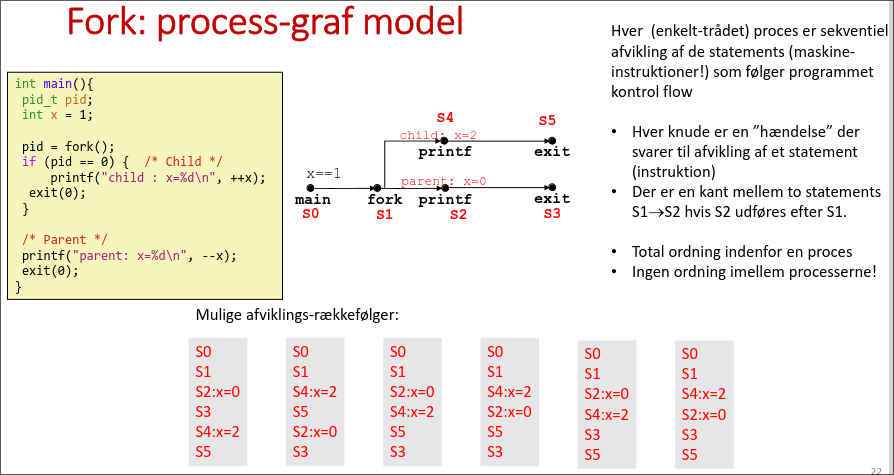 Fork: process-graf model
int main(){
pid_t pid;
int x = 1;
pid = fork();
if (pid == 0) {  /* Child */
printf("child : x=%d\n", ++x);
exit(0);
}
/* Parent */
printf("parent: x=%d\n", --x);
exit(0);
}
S4
S5
child: x=2
printf
exit
x==1
parent: x=0
main
fork
printf
exit
S0
S1
S2
S3
Hver (enkelt-trådet) proces er sekventiel
afvikling af de statements (maskine-
instruktioner!) som følger programmet
kontrol flow
• Hver knude er en ”hændelse” der
svarer til afvikling af et statement
(instruktion)
• Der er en kant mellem to statements
S1→S2 hvis S2 udføres efter S1.
• Total ordning indenfor en proces
• Ingen ordning imellem processerne!
Mulige afviklings-rækkefølger:
S0
S1
S2:x=0
S3
S4:x=2
S5
S0
S1
S4:x=2
S5
S2:x=0
S3
S0
S1
S2:x=0
S4:x=2
S5
S3
S0
S1
S4:x=2
S2:x=0
S5
S3
S0
S1
S2:x=0
S4:x=2
S3
S5
S0
S1
S4:x=2
S2:x=0
S3
S5
22